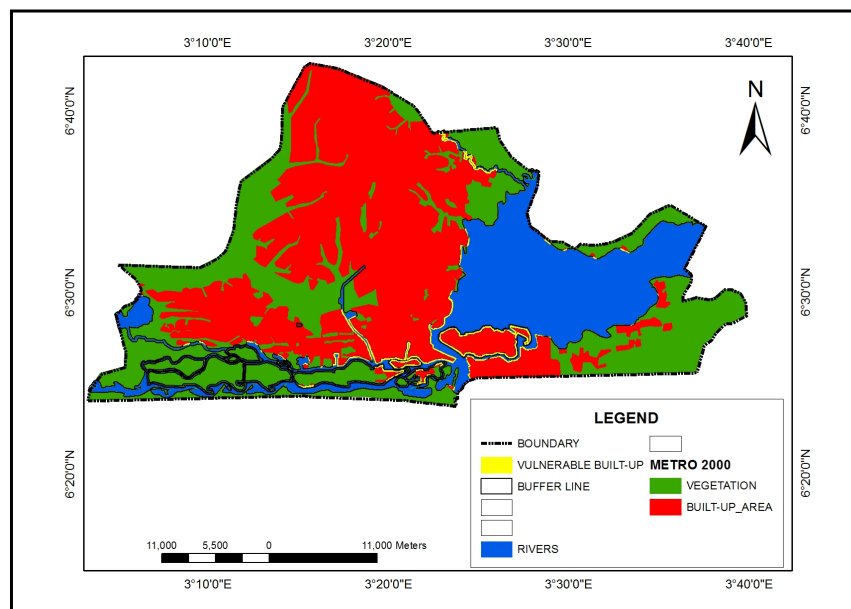 3°10'0"E 3°20'0"E 3°30'0"E 3°40'0"E
6°40'0"N 6°40'0"N
N
6°30'0"N 6°30'0"N
6°20'0"N 6°20'0"N
LEGEND
BOUNDARY
VULNERABLE BUILT-UP
BUFFER LINE
RIVERS
METRO 2000
VEGETATION
BUILT-UP_AREA
11,000 5,500 0 11,000 Meters
3°10'0"E 3°20'0"E 3°30'0"E 3°40'0"E